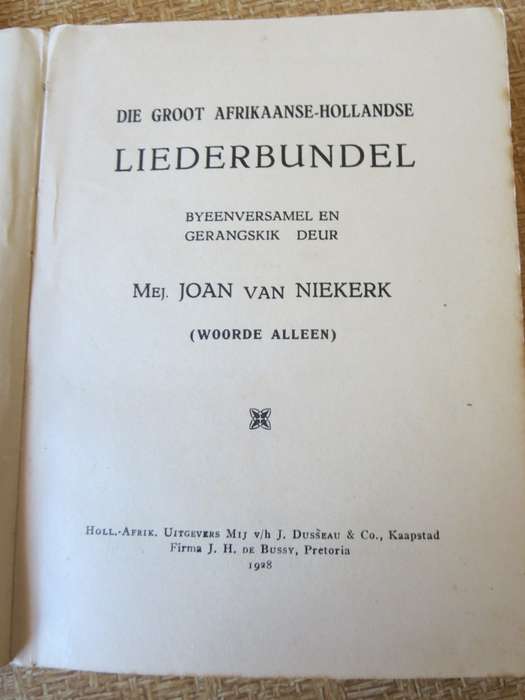 DIE GROOT AFRIKAANSE-HOLLANDSE
LIEDERBUNDEL
BYEENVERSAMEL EN
GERANGSKIK DEUR
MEJ. JOAN VAN NIEKERK
(WOORDE ALLEEN)
HOLL.-AFRIK. UITGEVERS MIJ v/h J. DUSSEAU & CO., KAAPSTAD
FIRMA J. H. DE BUSSY, PRETORIA
1928